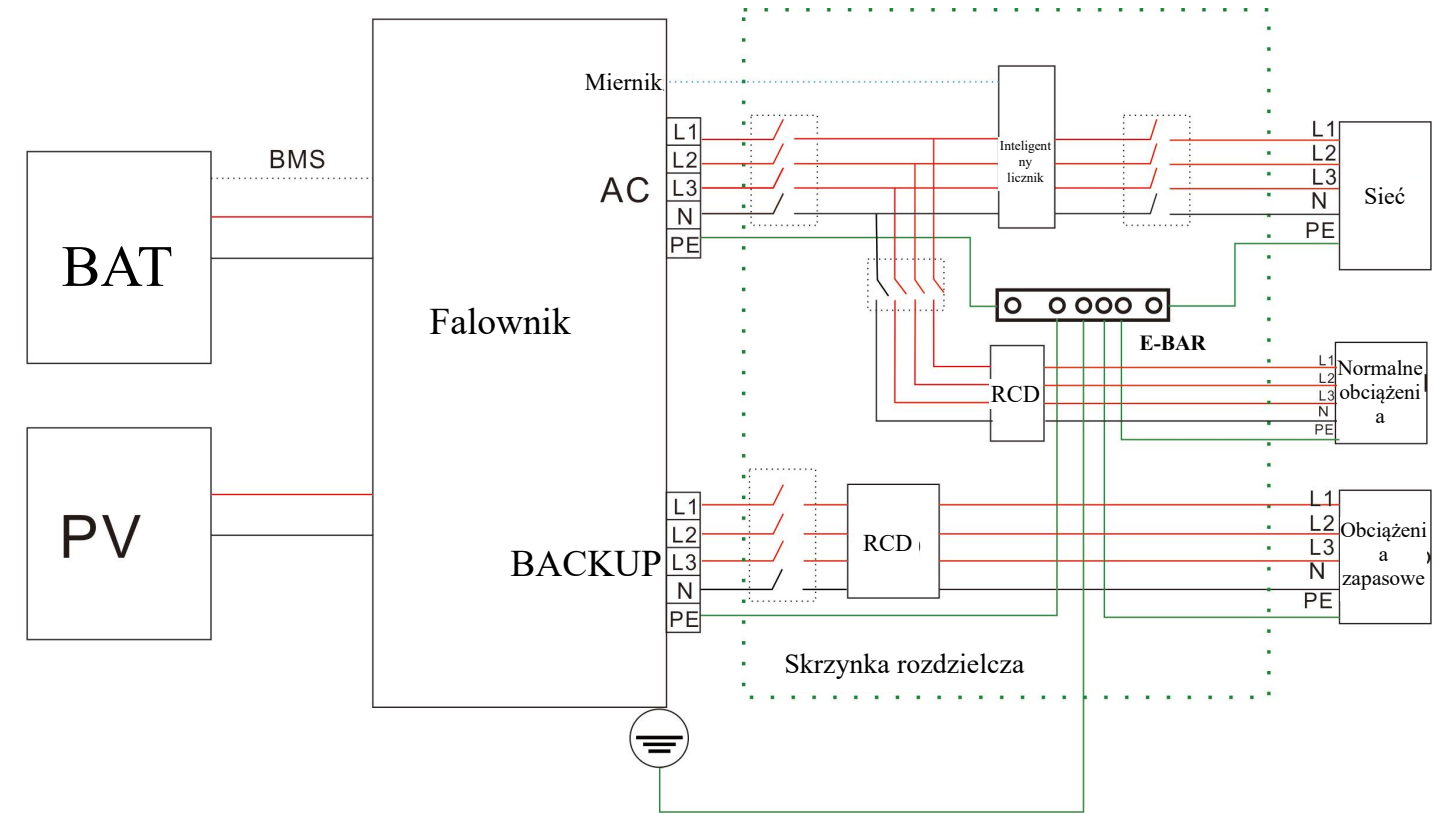 BAT
BMS
PV
Falownik
Miernik
AC
L1
L2
L3
N
PE
BACKUP
L1
L2
L3
N
PE
Inteligent
ny
licznik
E-BAR
RCD
RCD
Skrzynka rozdzielcza
L1
L2
L3
N
PE
Sieć
L1
L2
L3
N
PE
Normalne
obciążeni
a
L1
L2
L3
N
PE
Obciążeni
a
zapasowe